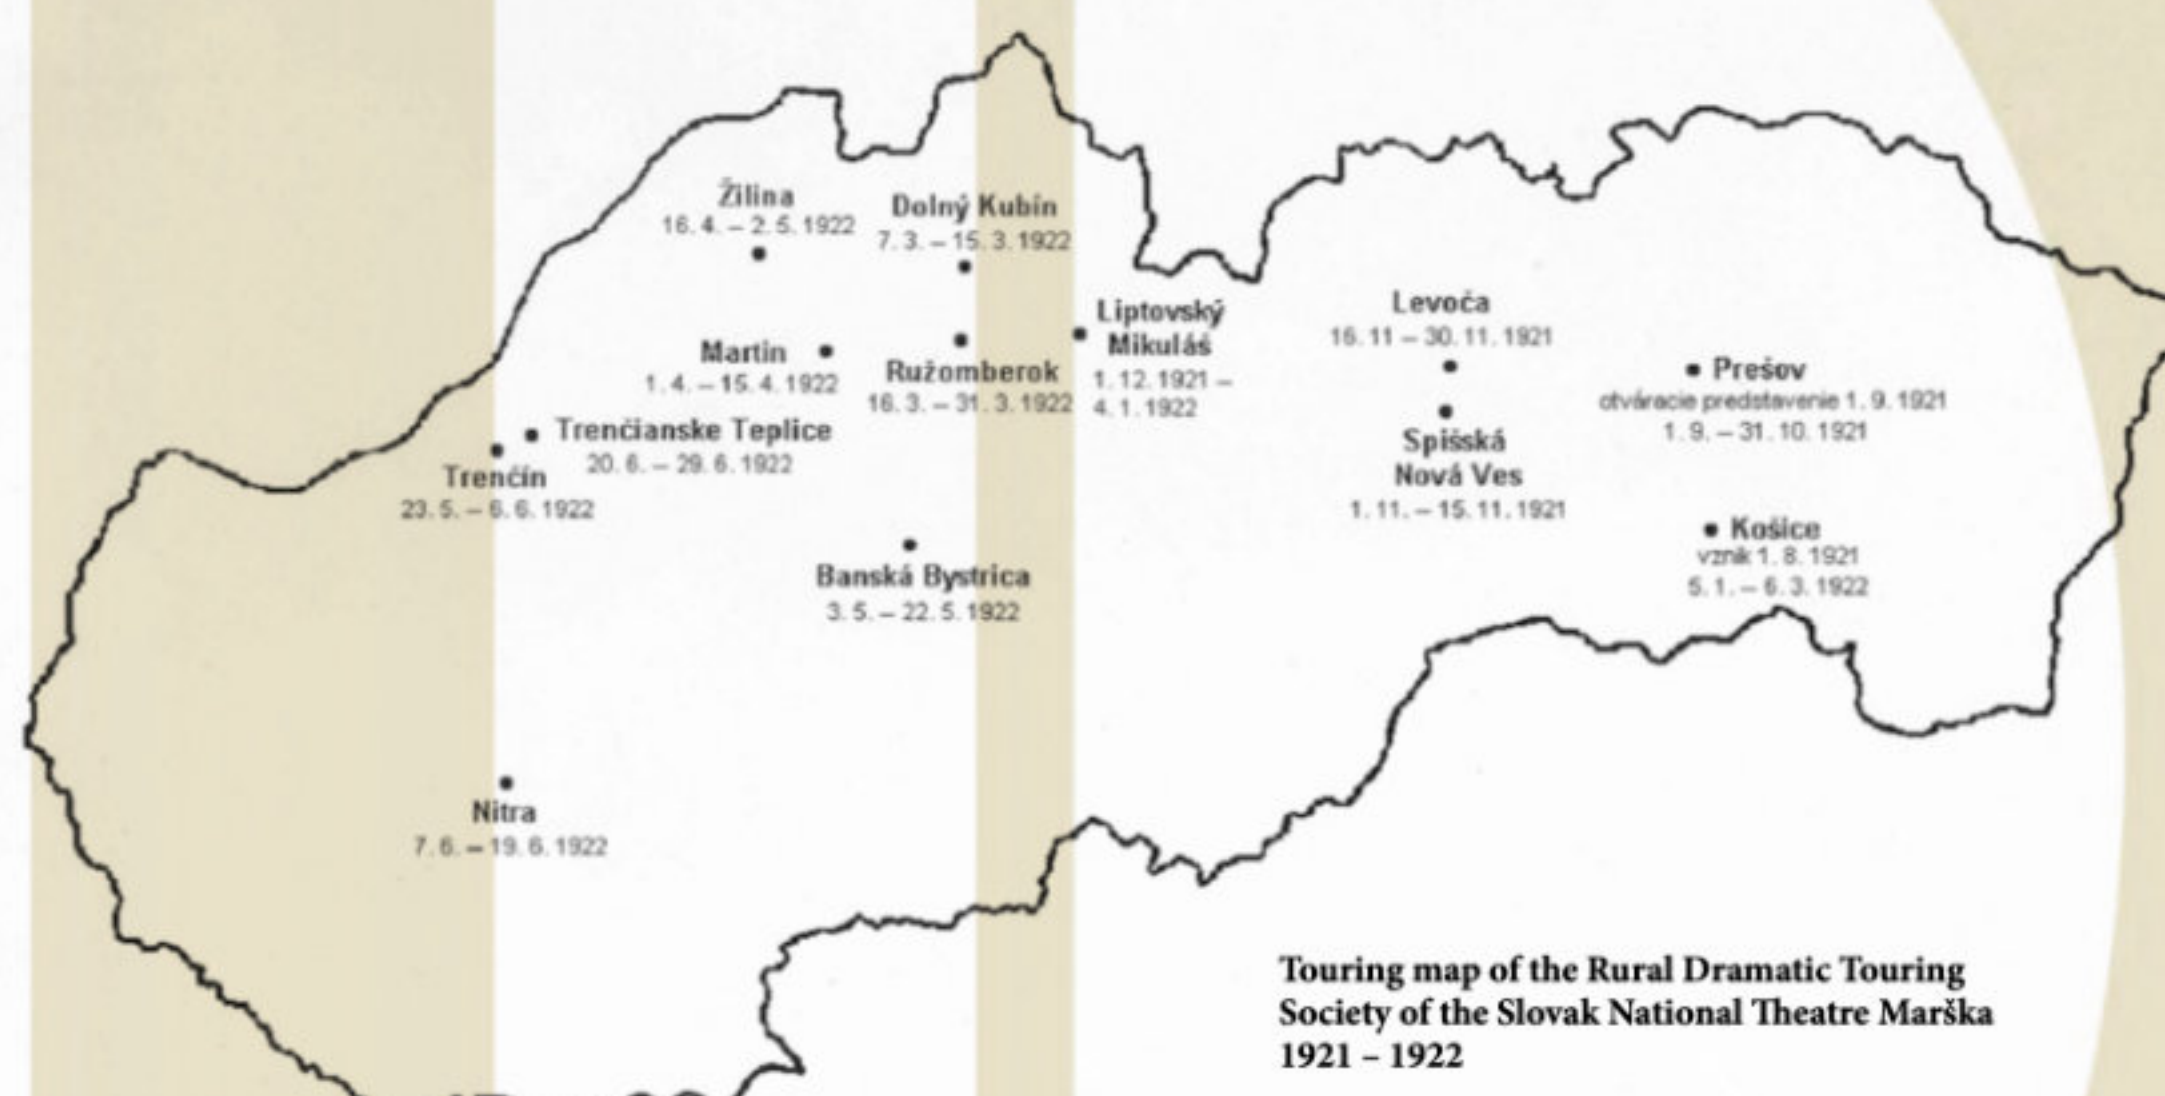 Žilina
16. 4. – 2. 5. 1922
Dolný Kubín
7. 3. – 15. 3. 1922
Liptovský
Mikuláš
1. 12. 1921 –
4. 1. 1922
Levoča
16. 11 – 30. 11. 1921
Martin
1. 4. – 15. 4. 1922
Ružomberok
16. 3. – 31. 3. 1922
Prešov
otváracie predstavenie 1. 9. 1921
1. 9. – 31. 10. 1921
Trenčianske Teplice
20. 6. – 29. 6. 1922
Trenčín
23. 5. – 6. 6. 1922
Spišská
Nová Ves
1. 11. – 15. 11. 1921
Košice
vznik 1. 8. 1921
5. 1. – 6. 3. 1922
Banská Bystrica
3. 5. – 22. 5. 1922
Nitra
7. 6. – 19. 6. 1922
Touring map of the Rural Dramatic Touring
Society of the Slovak National Theatre Marška
1921 – 1922